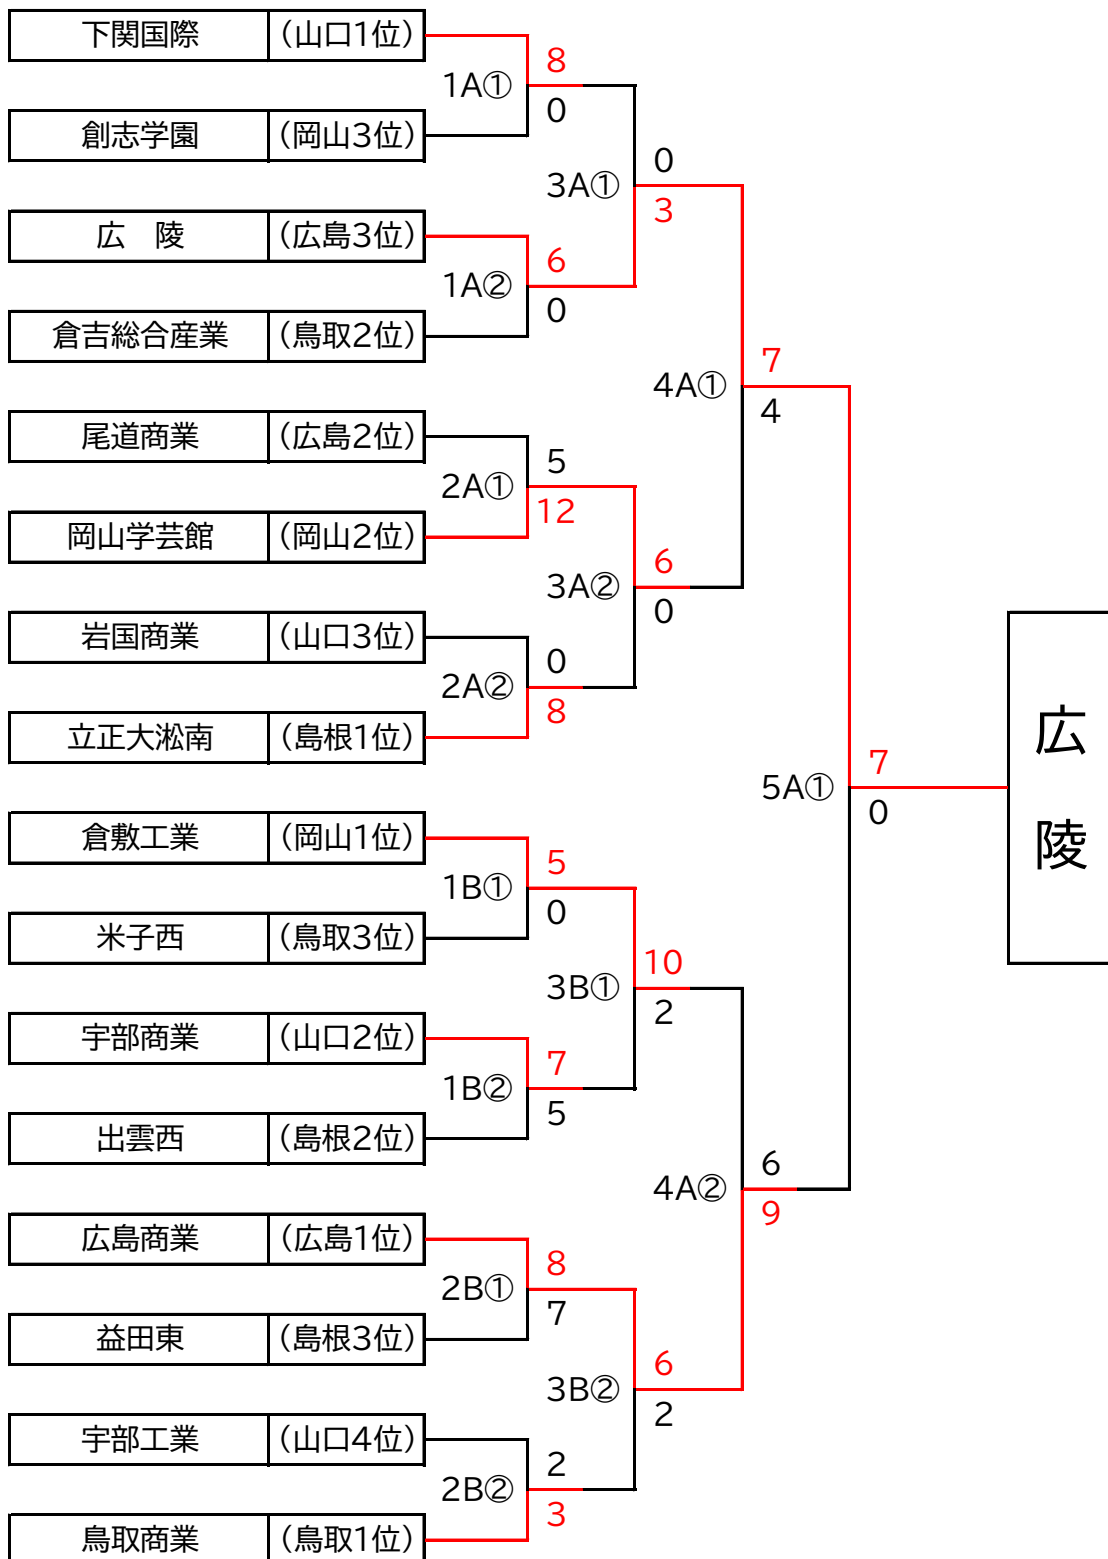 下関国際 (山口1位)
8
1A①
0
創志学園 (岡山3位)
0
3A①
3
広　陵 (広島3位)
6
1A②
0
倉吉総合産業 (鳥取2位)
7
4A①
4
尾道商業 (広島2位)
5
2A①
12
岡山学芸館 (岡山2位)
6
3A②
0
岩国商業 (山口3位)
0
2A②
8
立正大淞南 (島根1位)
7
5A①
0
広
陵
倉敷工業 (岡山1位)
5
1B①
0
米子西 (鳥取3位)
10
3B①
2
宇部商業 (山口2位)
7
1B②
5
出雲西 (島根2位)
6
4A②
9
広島商業 (広島1位)
8
2B①
7
益田東 (島根3位)
6
3B②
2
宇部工業 (山口4位)
2
2B②
3
鳥取商業 (鳥取1位)